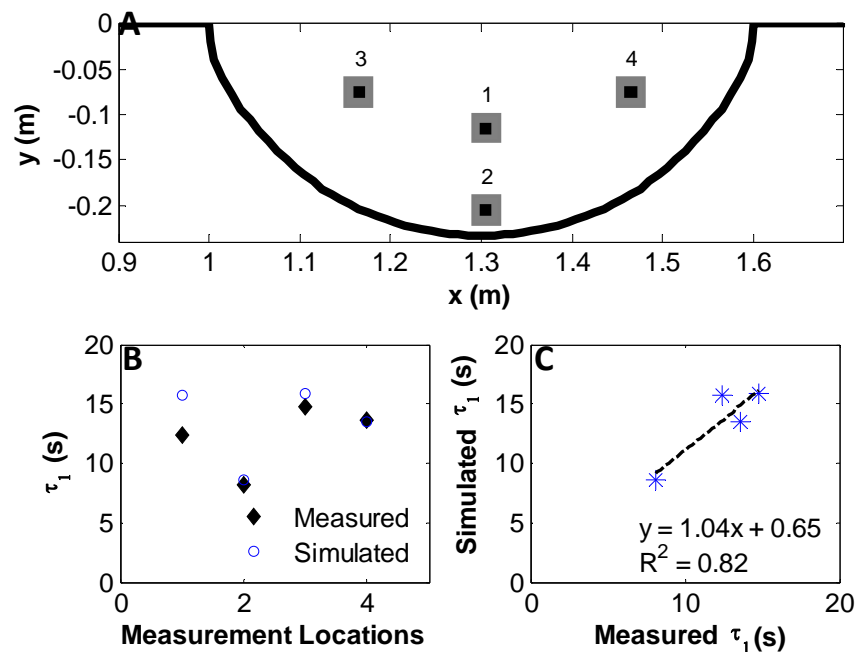 A
0
-0.05
-0.1
-0.15
-0.2
y (m)
3
4
1
2
0.9 1 1.1 1.2 1.3 1.4 1.5 1.6
x (m)
B
20
15
10
5
0
τ1 (s)
Measured
Simulated
0 2 4
Measurement Locations
C
20
15
10
5
0
Simulated τ1 (s)
y = 1.04x + 0.65
R² = 0.82
0 10 20
Measured τ1(s)